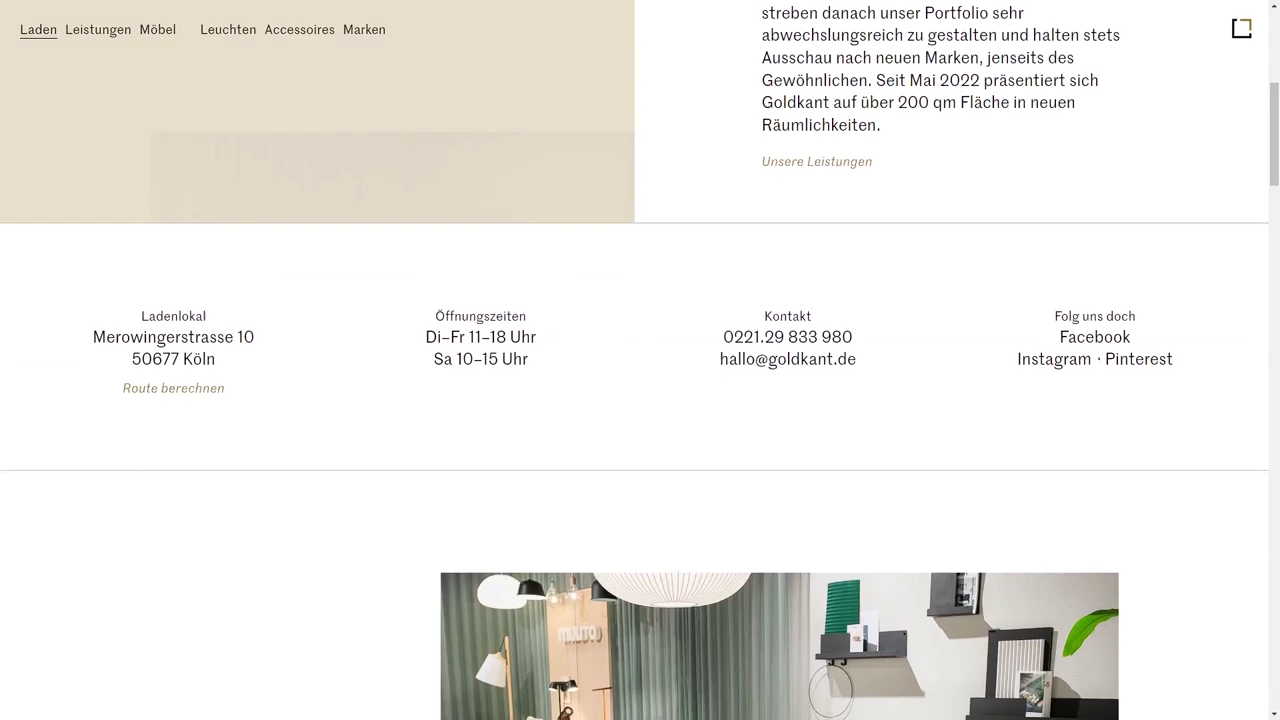 Laden Leistungen Möbel Leuchten Accessoires Marken
streben danach unser Portfolio sehr
abwechslungsreich zu gestalten und halten stets
Ausschau nach neuen Marken, jenseits des
Gewöhnlichen. Seit Mai 2022 präsentiert sich
Goldkant auf über 200 qm Fläche in neuen
Räumlichkeiten.
Unsere Leistungen
Ladenlokal
Merowingerstrasse 10
50677 Köln
Route berechnen
Öffnungszeiten
Di–Fr 11–18 Uhr
Sa 10–15 Uhr
Kontakt
0221.29 833 980
hallo@goldkant.de
Folg uns doch
Facebook
Instagram · Pinterest
muuto